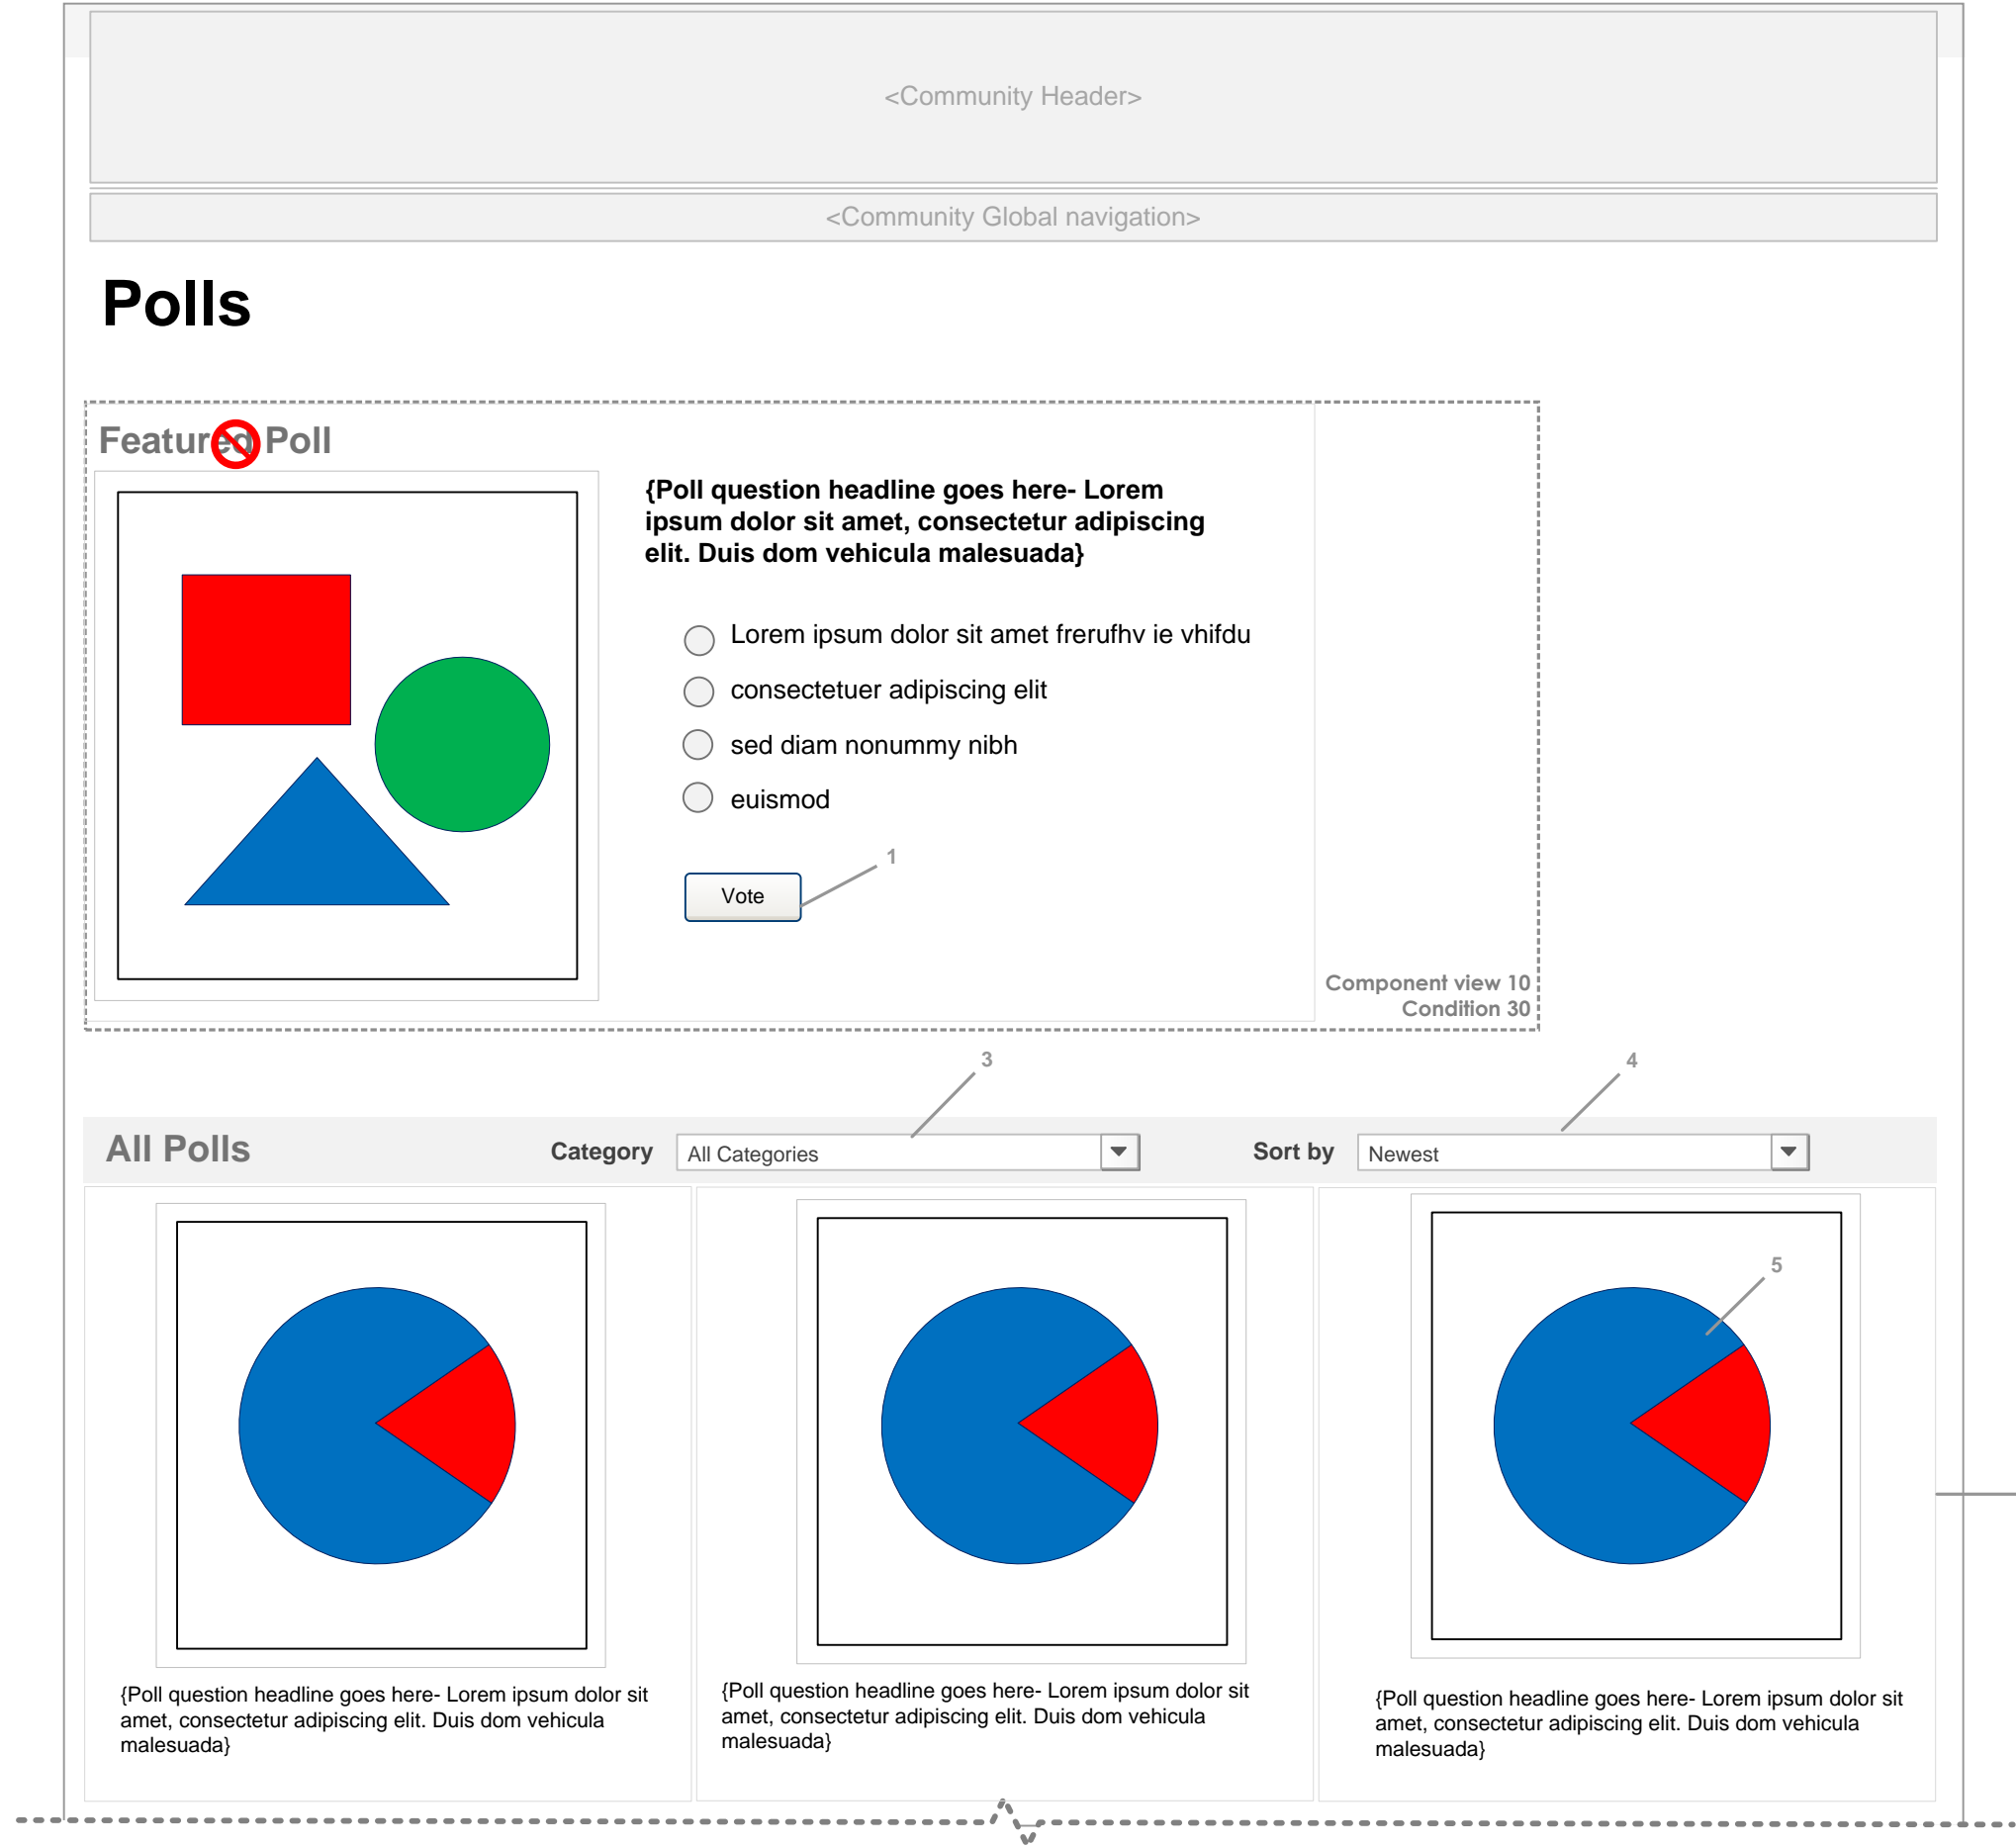 <Community Header>
<Community Global navigation>
Polls
Featured Poll
{Poll question headline goes here- Lorem
ipsum dolor sit amet, consectetur adipiscing
elit. Duis dom vehicula malesuada}
Lorem ipsum dolor sit amet frerufhv ie vhifdu
consectetuer adipiscing elit
sed diam nonummy nibh
euismod
1
Vote
Component view 10
Condition 30
3
4
All Polls
Category
All Categories
Sort by
Newest
5
{Poll question headline goes here- Lorem ipsum dolor sit
amet, consectetur adipiscing elit. Duis dom vehicula
malesuada}
{Poll question headline goes here- Lorem ipsum dolor sit
amet, consectetur adipiscing elit. Duis dom vehicula
malesuada}
{Poll question headline goes here- Lorem ipsum dolor sit
amet, consectetur adipiscing elit. Duis dom vehicula
malesuada}